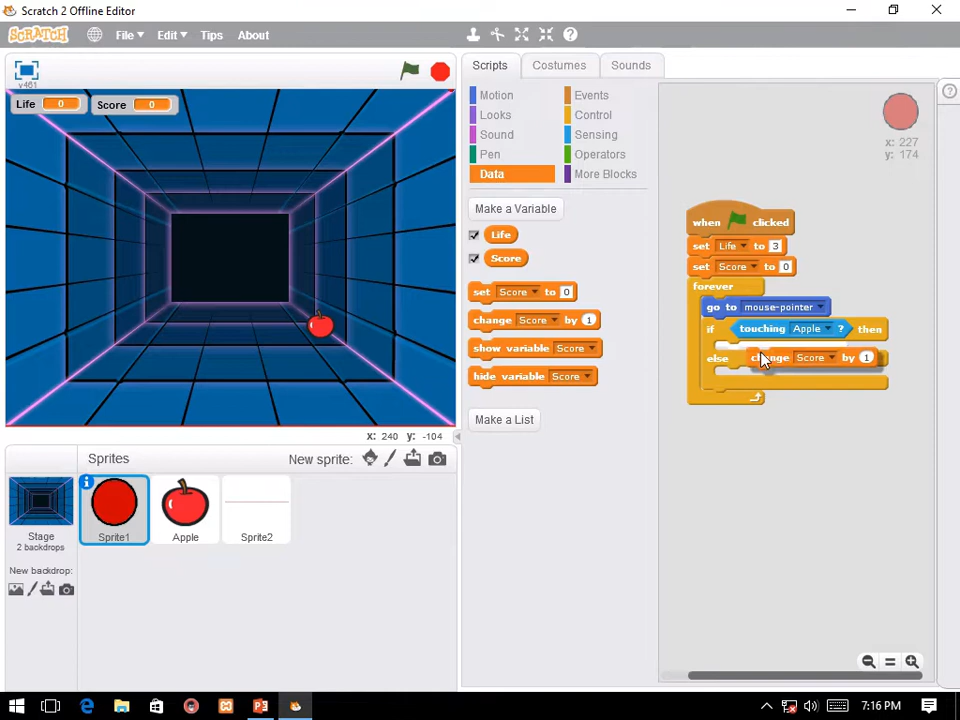 Scratch 2 Offline Editor
SCRATCH File Edit Tips About
v461
Life 0 Score 0
x: 240 y: -104
Sprites New sprite:
Stage
2 backdrops
New backdrop:
Sprite1
Apple
Sprite2
Scripts Costumes Sounds
Motion Events
Looks Control
Sound Sensing
Pen Operators
Data More Blocks
Make a Variable
Life
Score
set Score to 0
change Score by 1
show variable Score
hide variable Score
Make a List
x: 227
y: 174
when clicked
set Life to 3
set Score to 0
forever
go to mouse-pointer
if touching Apple ? then
else change Score by 1
7:16 PM